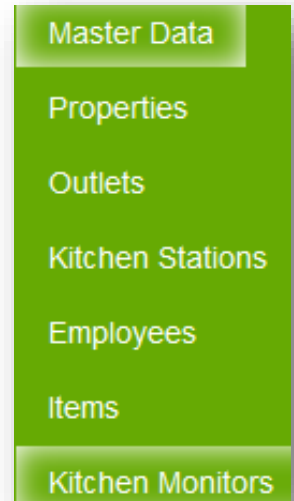 Master Data
Properties
Outlets
Kitchen Stations
Employees
Items
Kitchen Monitors